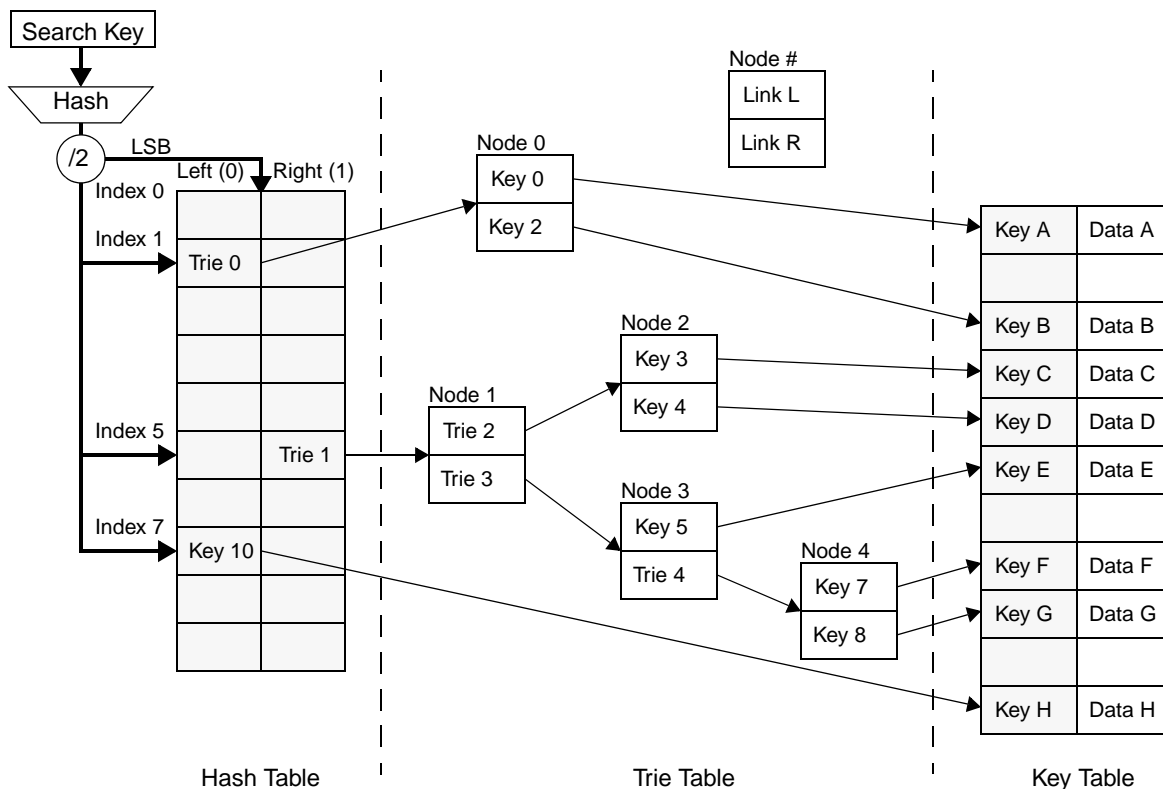 Search Key
Hash
/2
LSB
Left (0) Right (1)
Index 0
Index 1
Trie 0
Index 5
Trie 1
Index 7
Key 10
Hash Table
Node #
Link L
Link R
Node 0
Key 0
Key 2
Node 1
Trie 2
Trie 3
Node 2
Key 3
Key 4
Node 3
Key 5
Trie 4
Node 4
Key 7
Key 8
Trie Table
Key A Data A
Key B Data B
Key C Data C
Key D Data D
Key E Data E
Key F Data F
Key G Data G
Key H Data H
Key Table